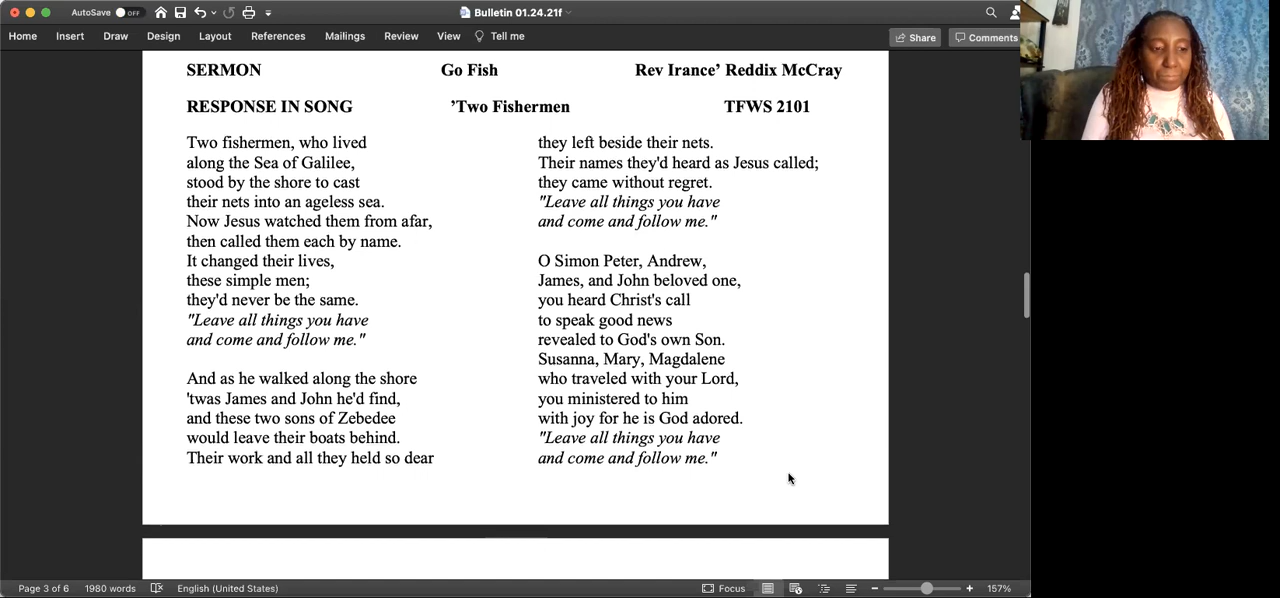 AutoSave OFF
Bulletin 01.24.21f
Home Insert Draw Design Layout References Mailings Review View Tell me Share Comments
SERMON Go Fish Rev Irance’ Reddix McCray
RESPONSE IN SONG ’Two Fishermen TFWS 2101
Two fishermen, who lived
along the Sea of Galilee,
stood by the shore to cast
their nets into an ageless sea.
Now Jesus watched them from afar,
then called them each by name.
It changed their lives,
these simple men;
they'd never be the same.
"Leave all things you have
and come and follow me."
And as he walked along the shore
'twas James and John he'd find,
and these two sons of Zebedee
would leave their boats behind.
Their work and all they held so dear
they left beside their nets.
Their names they'd heard as Jesus called;
they came without regret.
"Leave all things you have
and come and follow me."
O Simon Peter, Andrew,
James, and John beloved one,
you heard Christ's call
to speak good news
revealed to God's own Son.
Susanna, Mary, Magdalene
who traveled with your Lord,
you ministered to him
with joy for he is God adored.
"Leave all things you have
and come and follow me."
Page 3 of 6 1980 words English (United States) Focus 157%